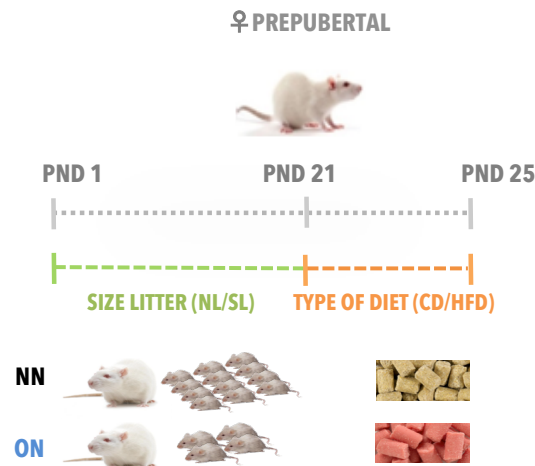 ♀ PREPUBERTAL
PND 1 PND 21 PND 25
SIZE LITTER (NL/SL) TYPE OF DIET (CD/HFD)
NN
ON